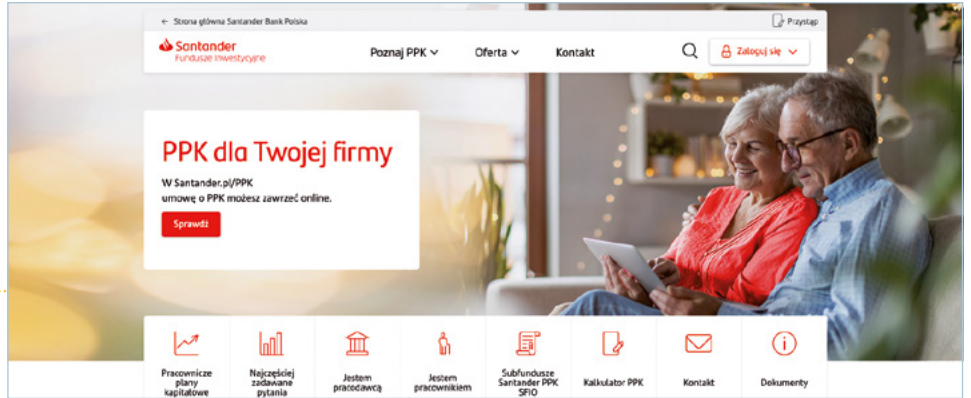 ← Strona główna Santander Bank Polska
Przystąp
Santander
Fundusze Inwestycyjne
Poznaj PPK
Oferta
Kontakt
Zaloguj się
PPK dla Twojej firmy
W Santander.pl/PPK
umowę o PPK możesz zawrzeć online.
Sprawdź
Pracownicze
plany
kapitałowe
Najczęściej
zadawane
pytania
Jestem
pracodawcą
Jestem
pracownikiem
Subfundusze
Santander PPK
SFIO
Kalkulator PPK
Kontakt
Dokumenty